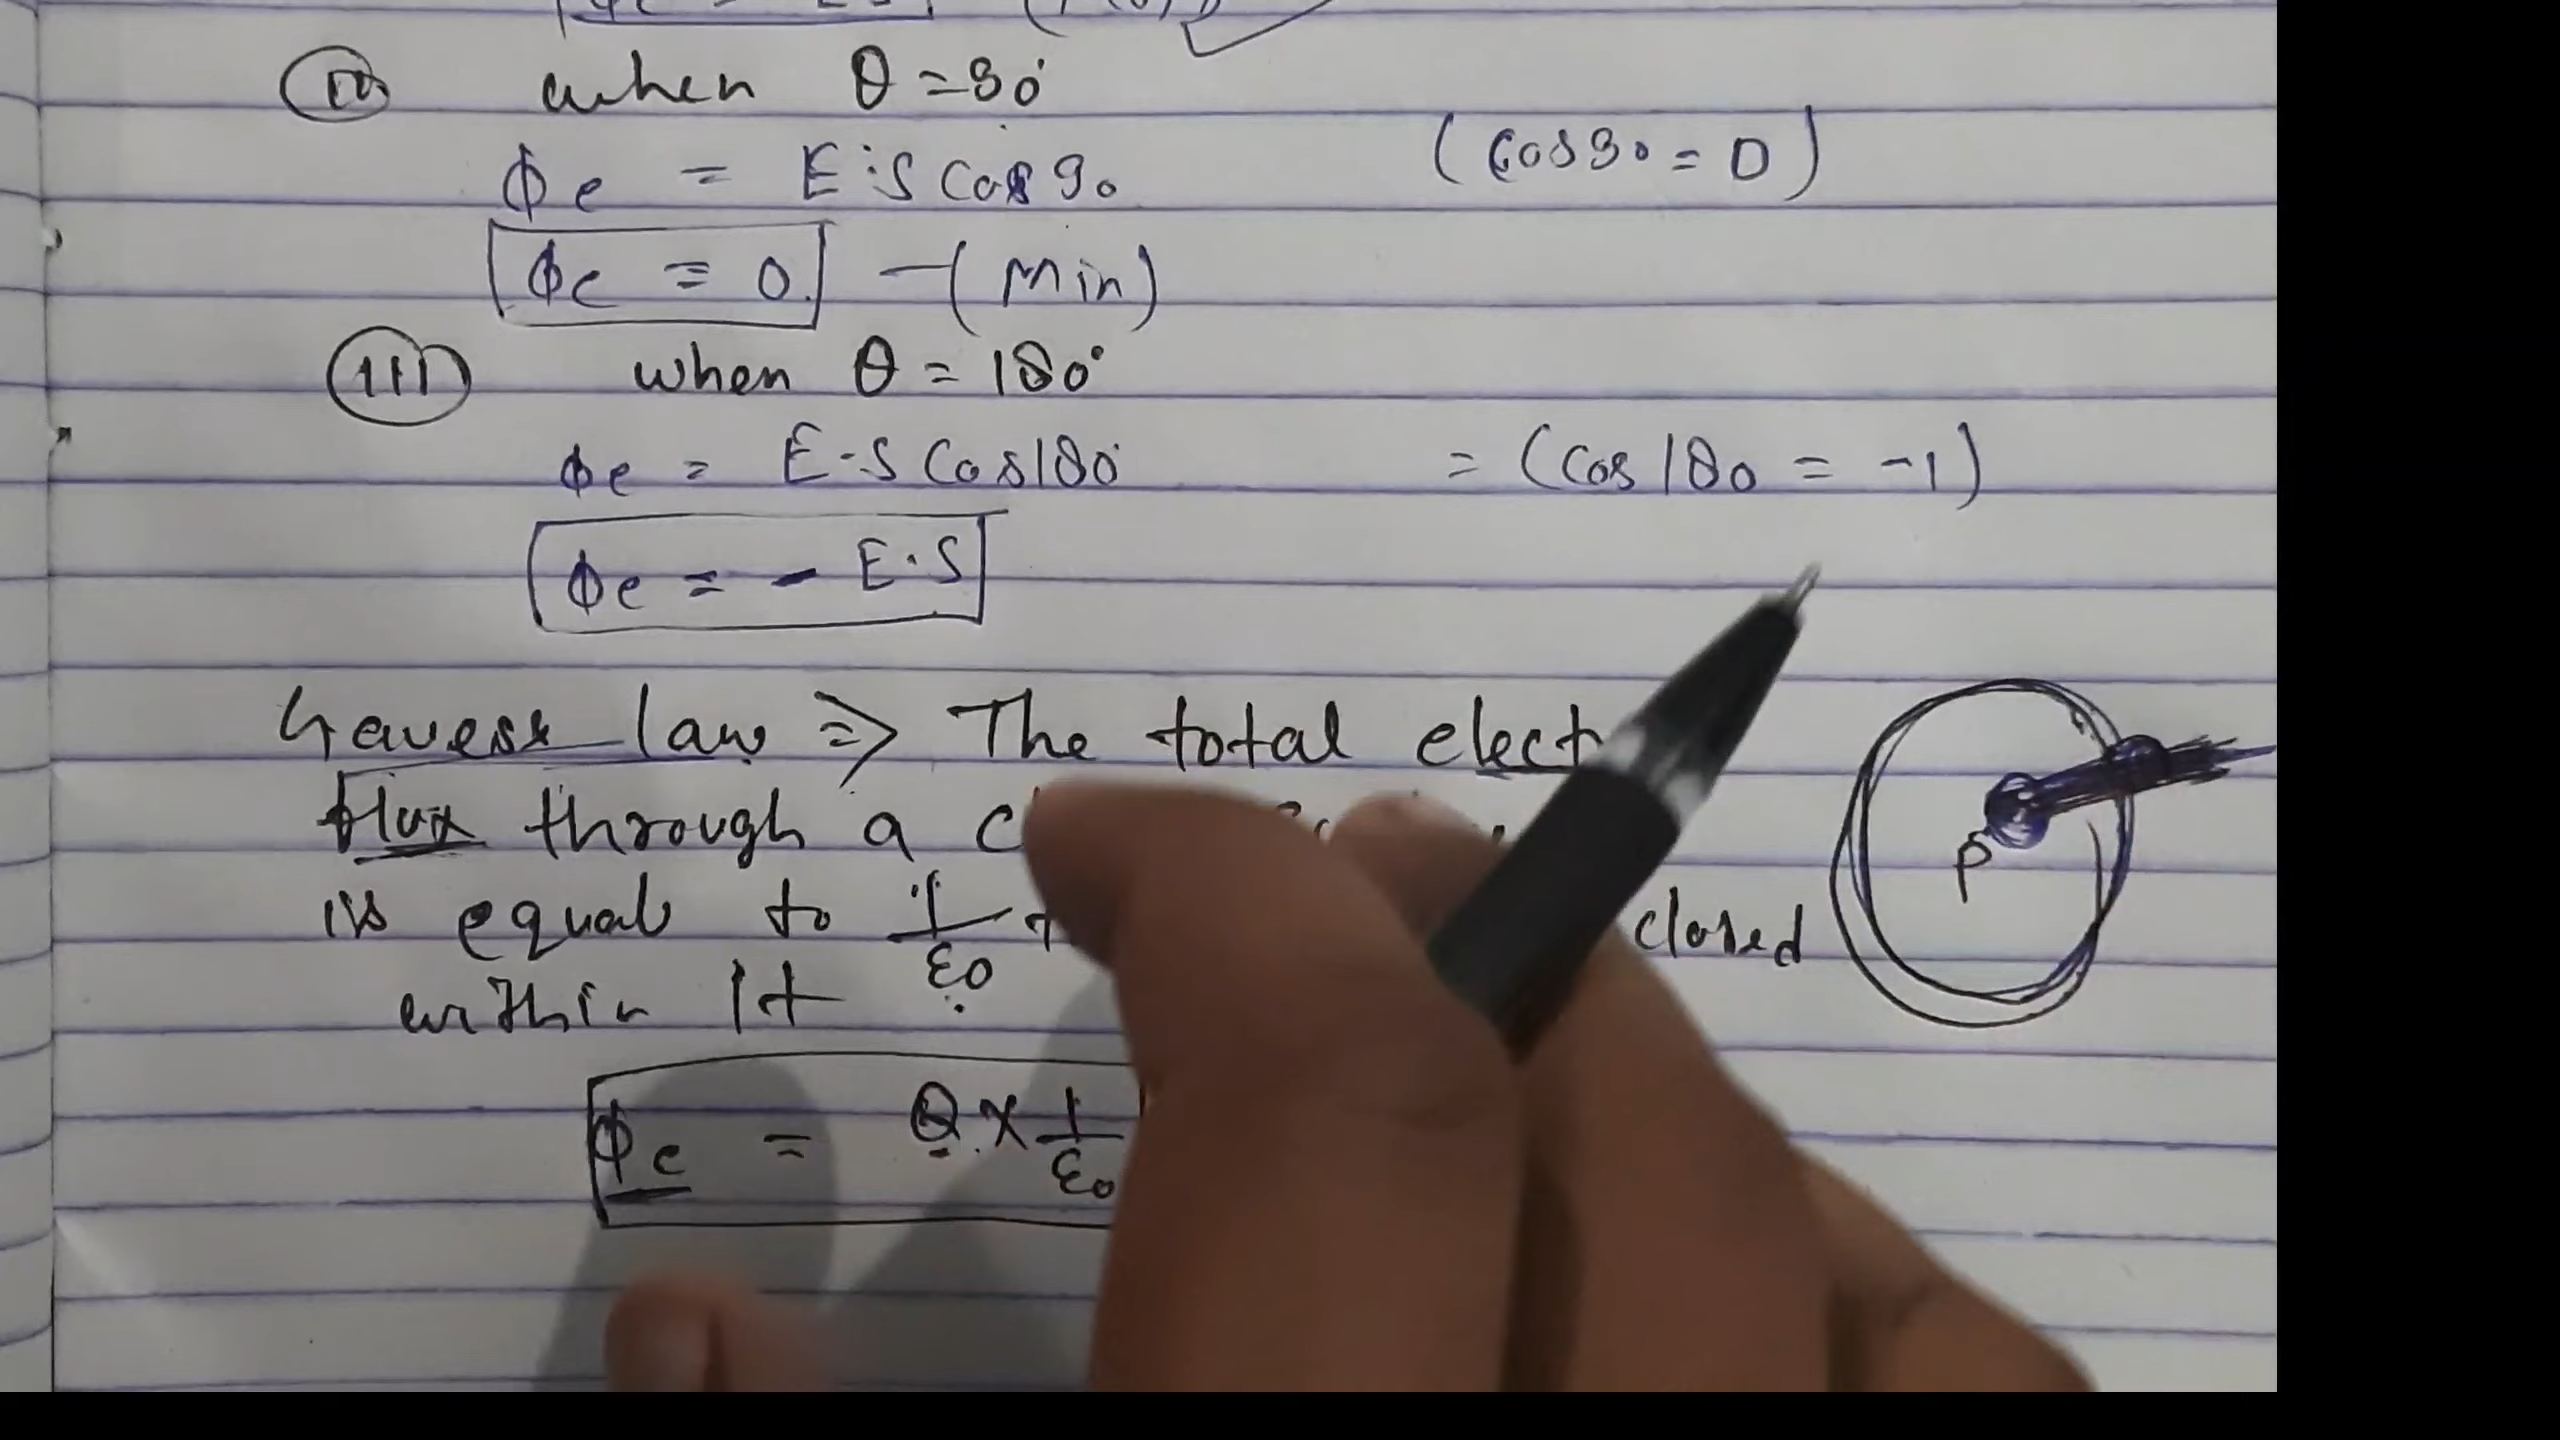 (ii) when θ = 90°
(cos 90 = 0)
Φe = E·S Cos 90
Φe = 0 - (Min)
(iii) when θ = 180°
Φe = E·S Cos 180° = (Cos 180 = -1)
Φe = - E·S
Gauess law => The total elect
flux through a
is equal to 1/ε0 closed
within It
P
Φe = Q × 1/ε0